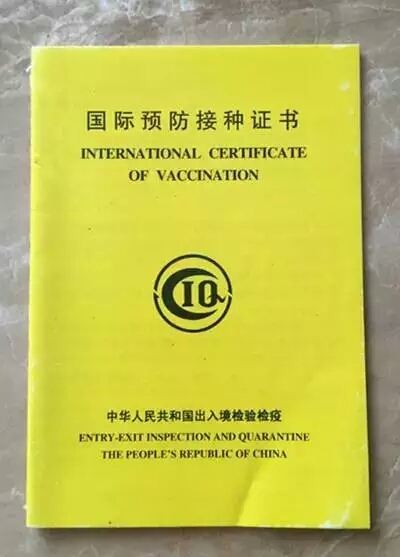 国际预防接种证书
INTERNATIONAL CERTIFICATE
OF VACCINATION
CIQ
中华人民共和国出入境检验检疫
ENTRY-EXIT INSPECTION AND QUARANTINE
THE PEOPLE'S REPUBLIC OF CHINA